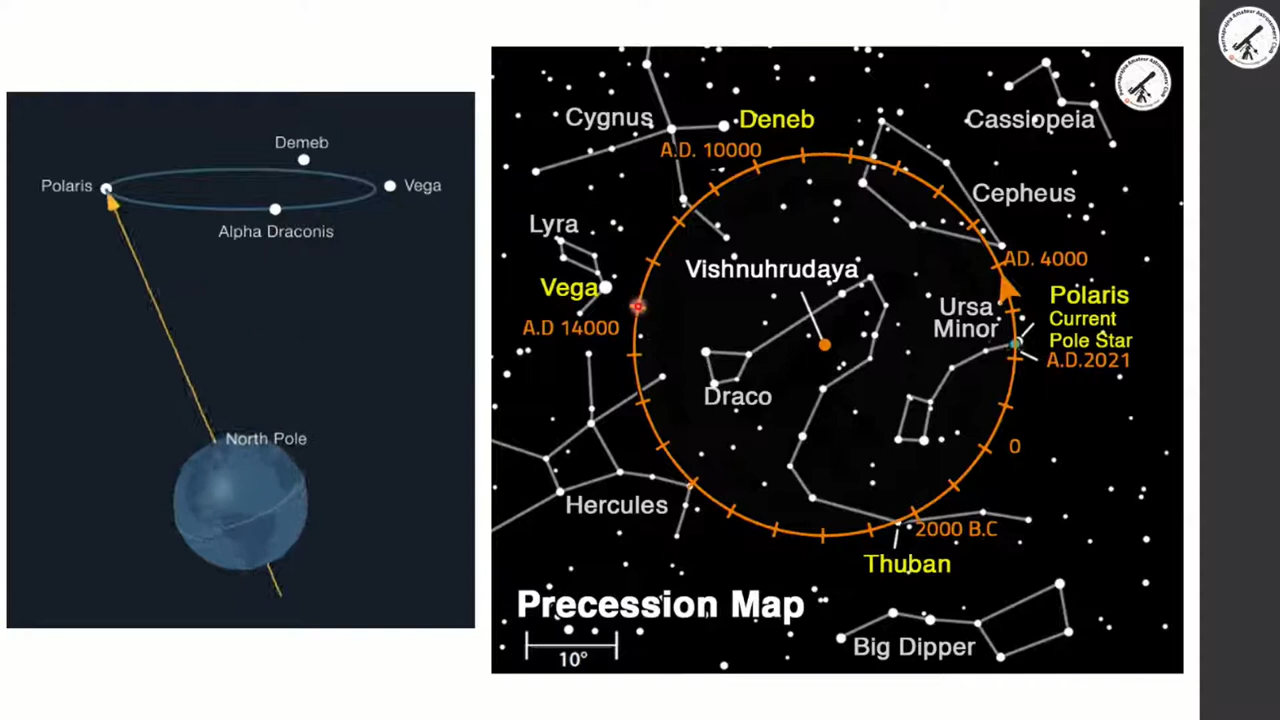 Demeb
Polaris
Vega
Alpha Draconis
North Pole
Cygnus
Deneb
A.D. 10000
Cassiopeia
Cepheus
Lyra
Vishnuhrudaya
AD. 4000
Vega
A.D 14000
Ursa
Minor
Polaris
Current
Pole Star
A.D.2021
Draco
0
Hercules
2000 B.C
Thuban
Precession Map
10°
Big Dipper